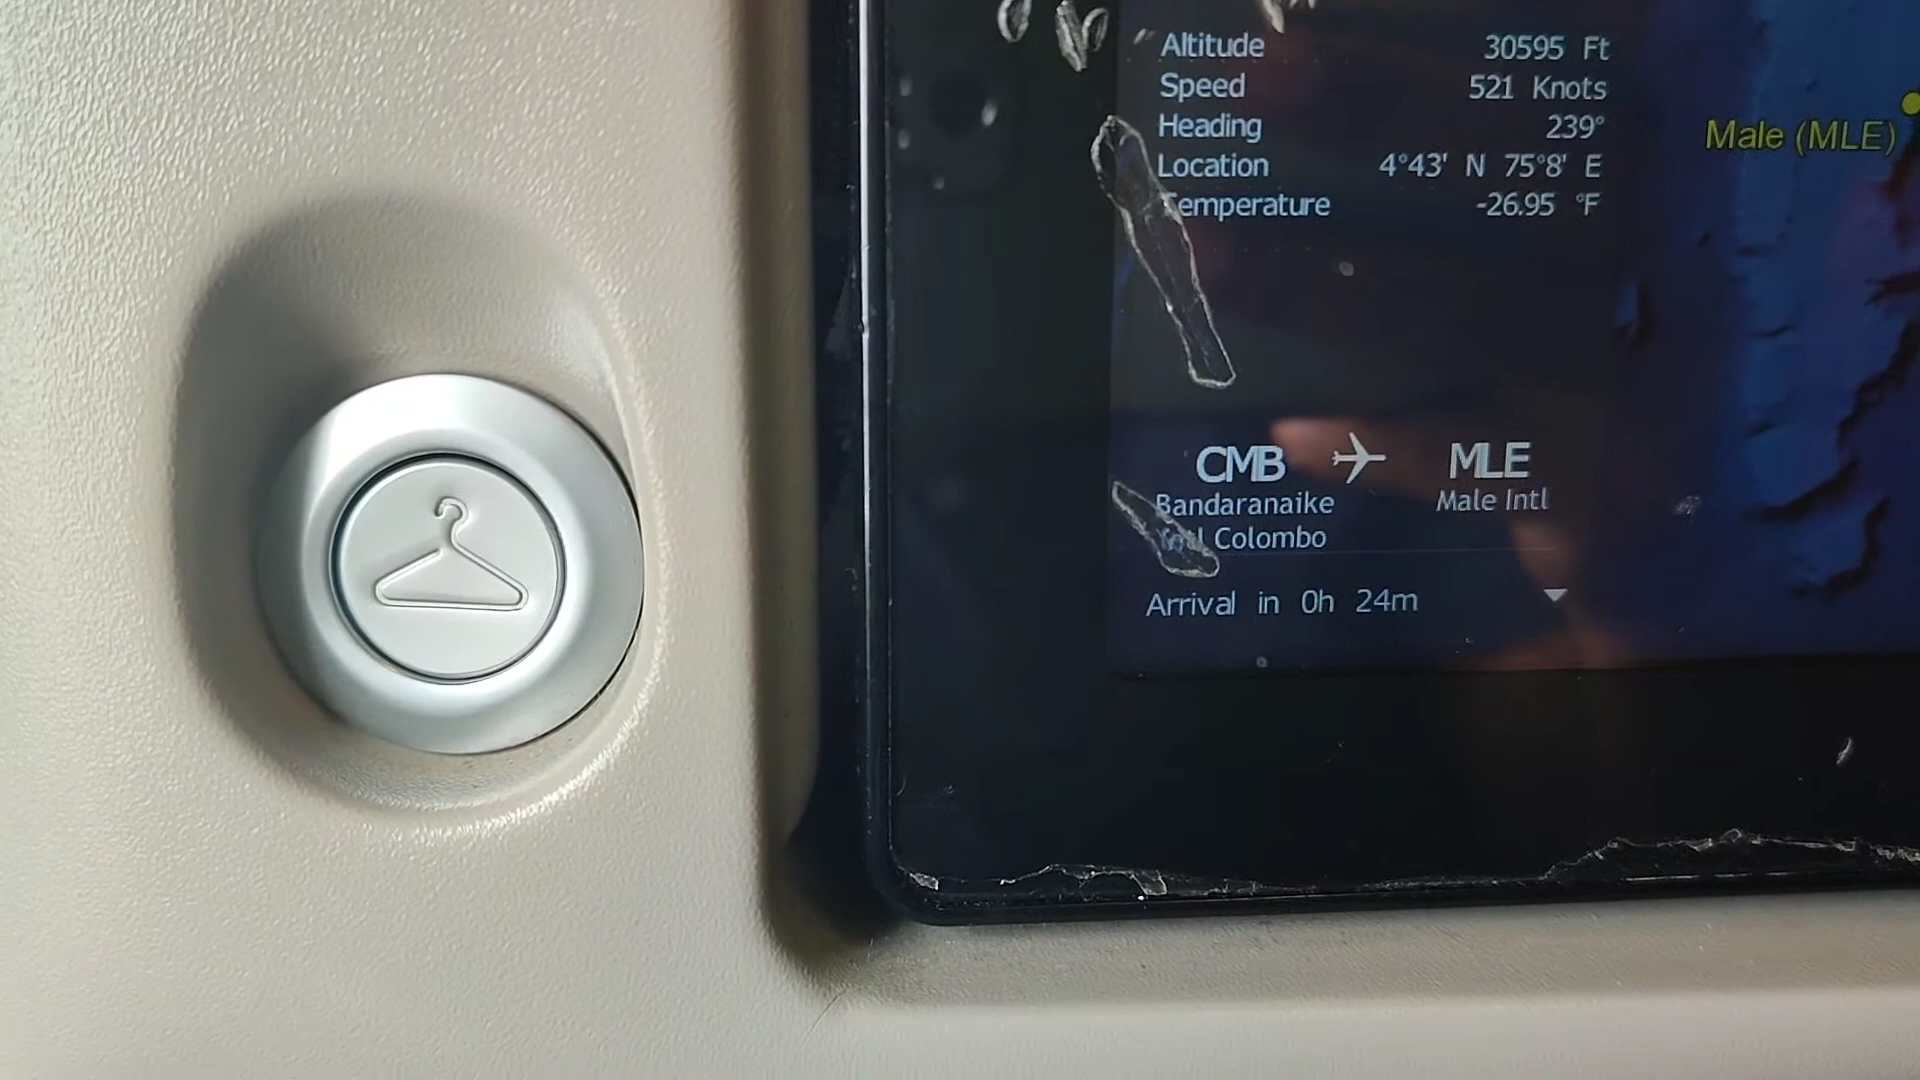 Altitude 30595 Ft
Speed 521 Knots
Heading 239°
Location 4°43' N 75°8' E
Temperature -26.95 °F
Male (MLE)
CMB MLE
Bandaranaike Male Intl
Intl Colombo
Arrival in 0h 24m